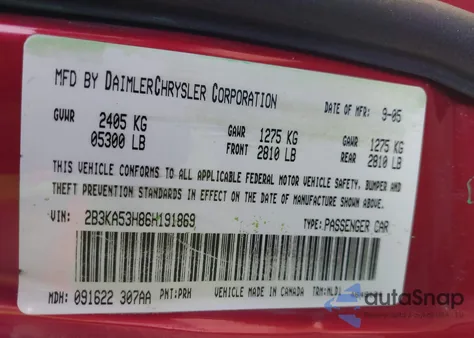 MFD BY DAIMLERCHRYSLER CORPORATION
DATE OF MFR: 9-05
GVWR 2405 KG 05300 LB
GAWR FRONT 1275 KG 2810 LB
GAWR REAR 1275 KG 2810 LB
THIS VEHICLE CONFORMS TO ALL APPLICABLE FEDERAL MOTOR VEHICLE SAFETY, BUMPER AND
THEFT PREVENTION STANDARDS IN EFFECT ON THE DATE OF MANUFACTURE SHOWN ABOVE.
VIN: 2B3KA53H86H191869 TYPE: PASSENGER CAR
MDH: 091622 307AA PNT: PRH VEHICLE MADE IN CANADA TRM: MLD1
autoSnap